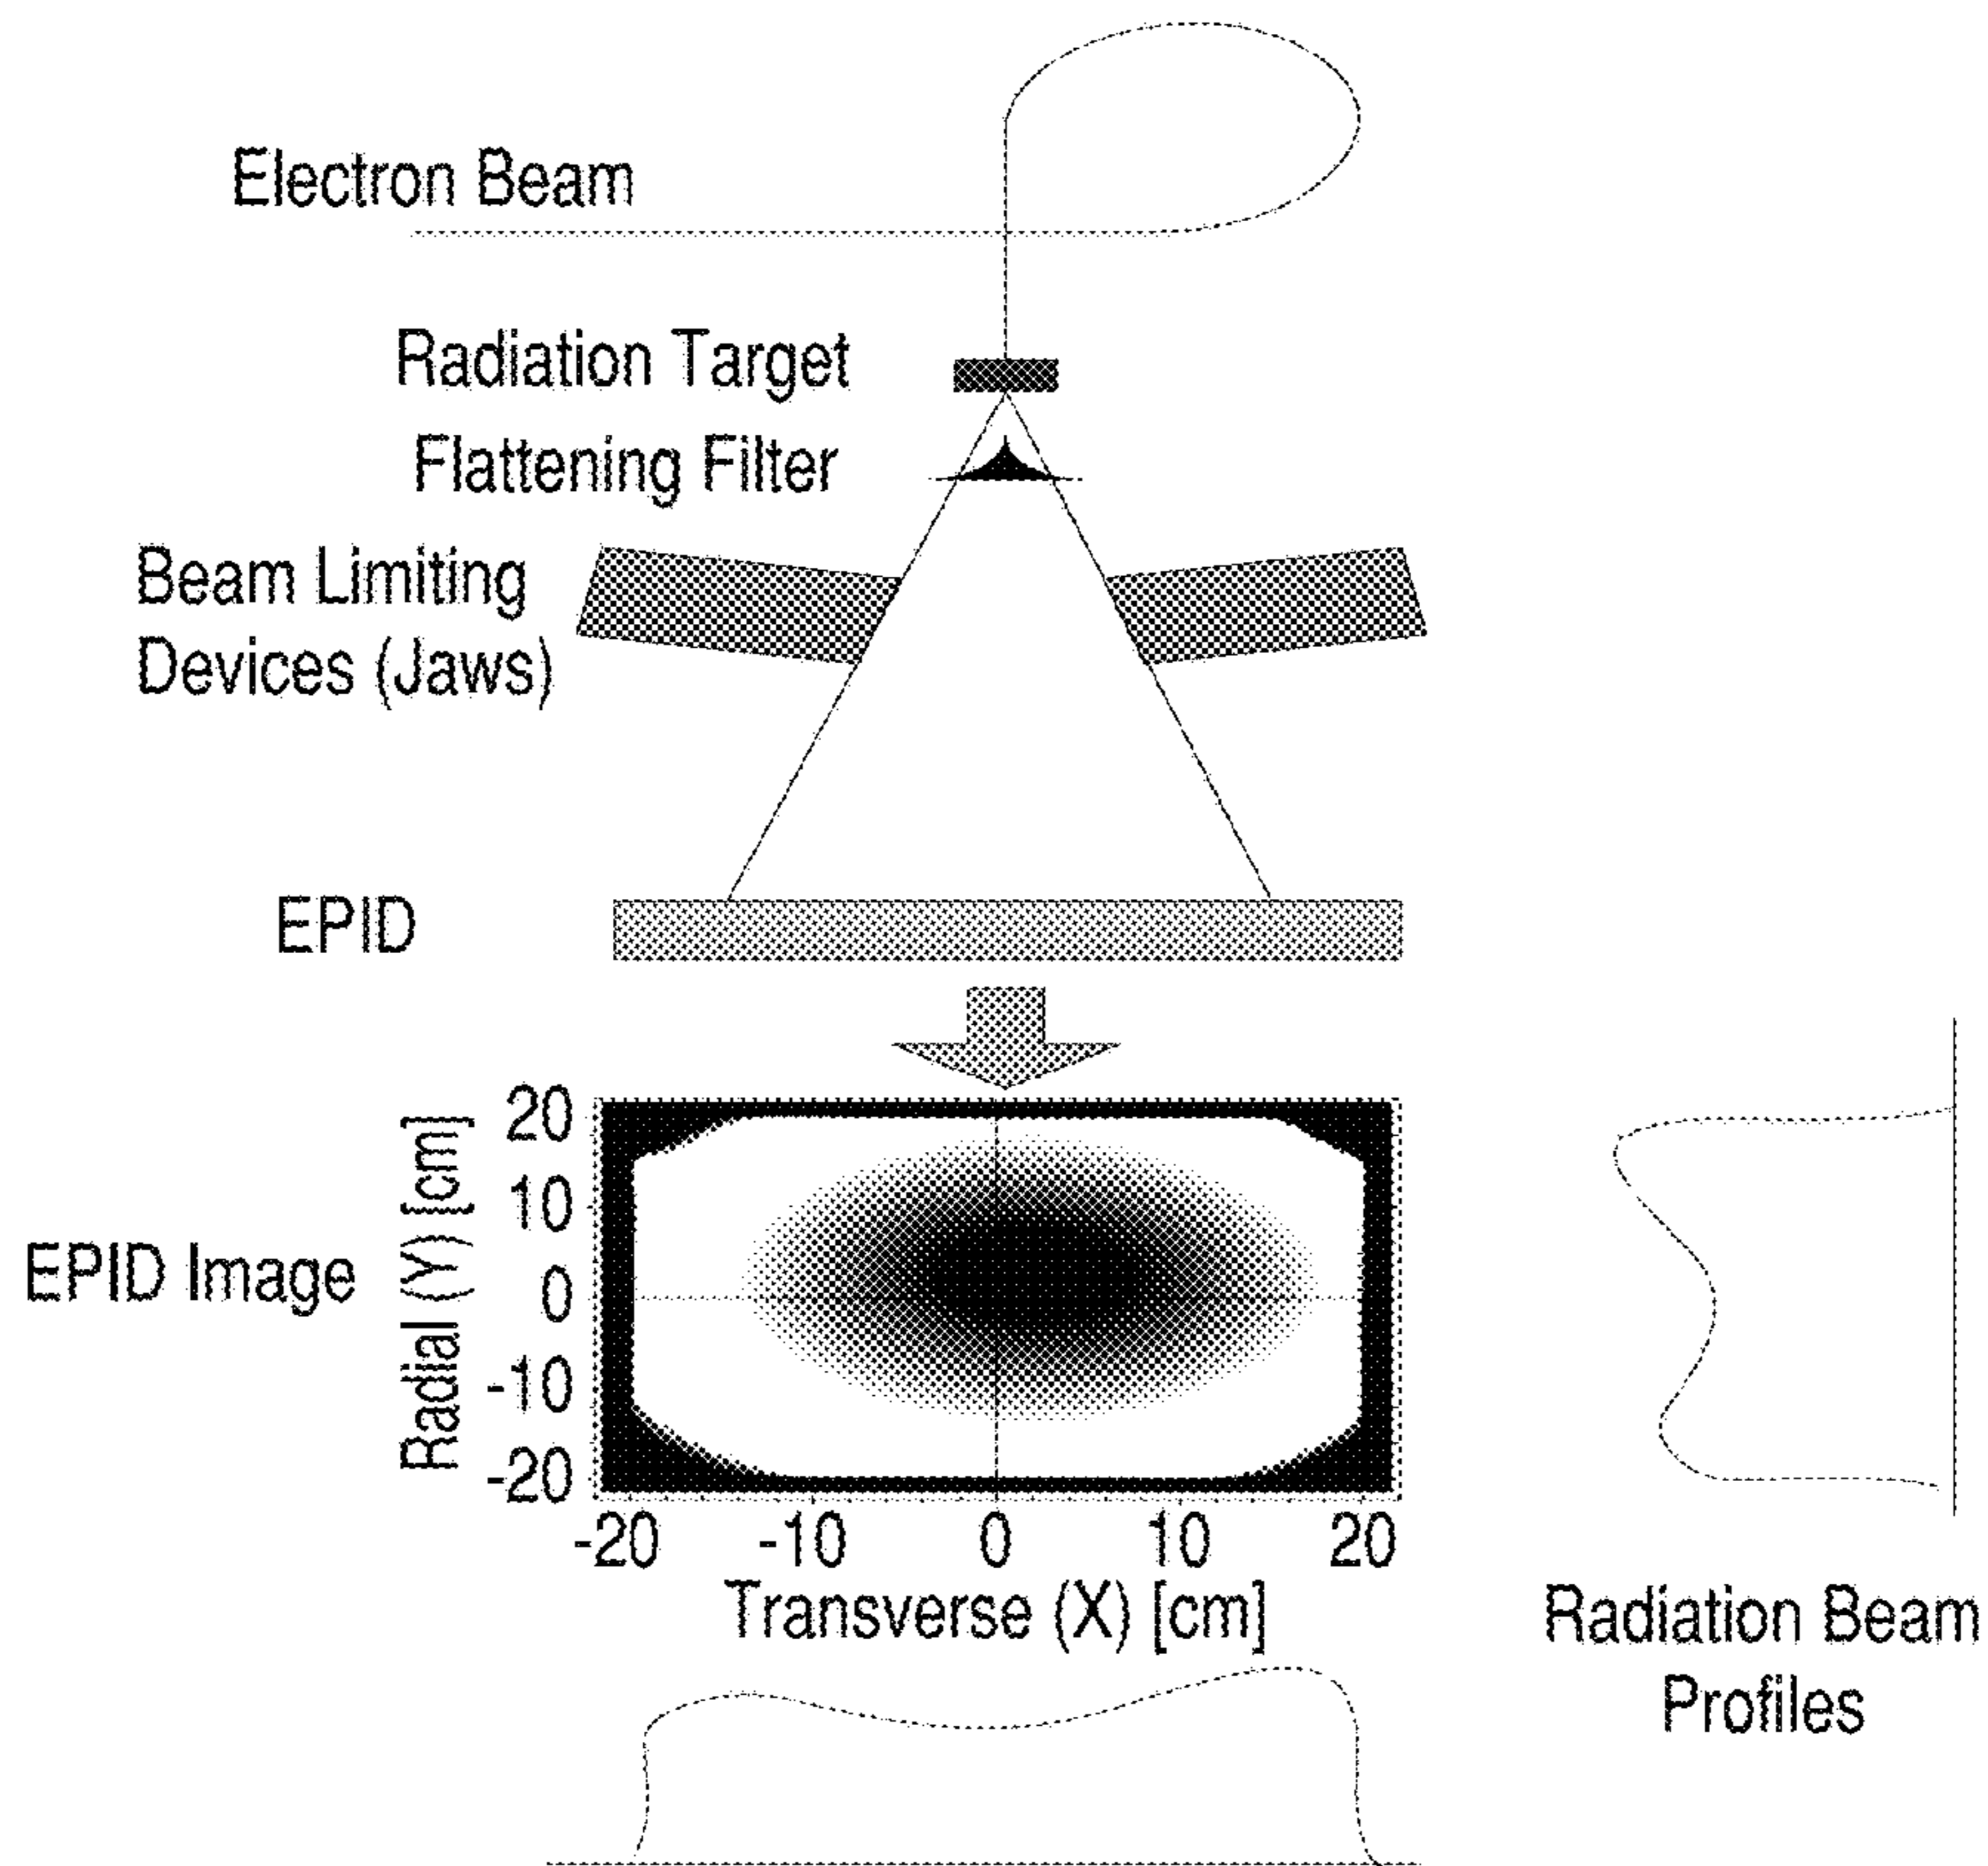 Electron Beam
Radiation Target
Flattening Filter
Beam Limiting
Devices (Jaws)
EPID
EPID Image
Radial (Y) [cm]
20
10
0
-10
-20
-20 -10 0 10 20
Transverse (X) [cm]
Radiation Beam
Profiles